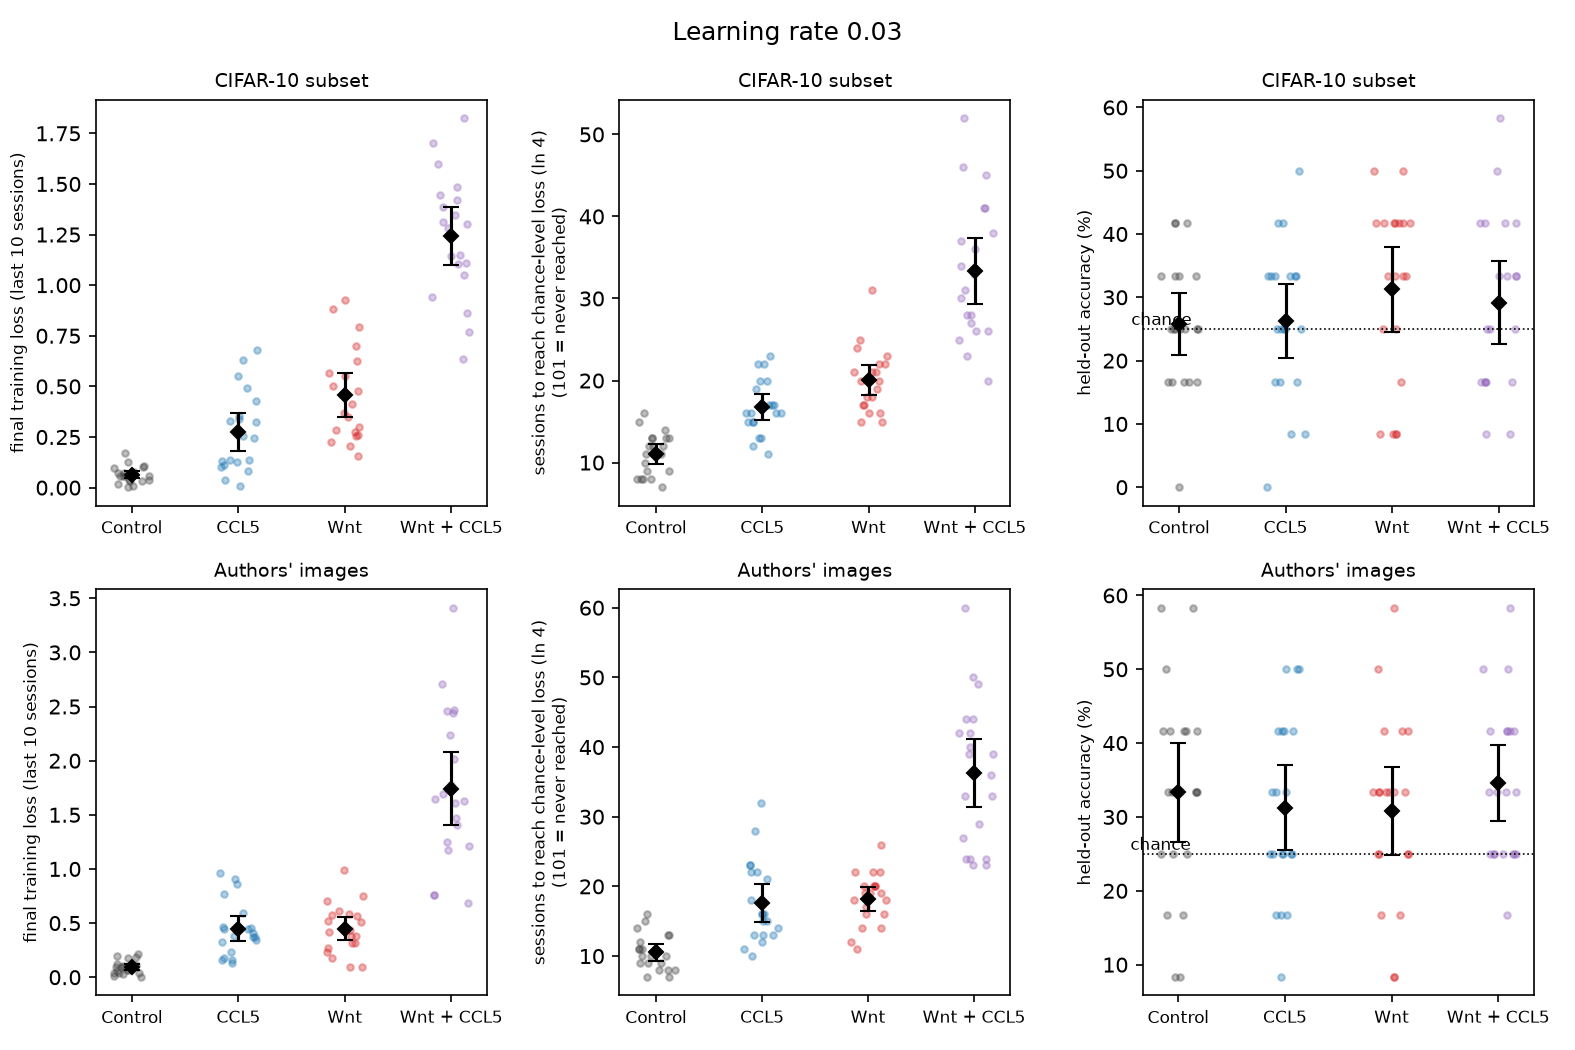 Learning rate 0.03
CIFAR-10 subset
final training loss (last 10 sessions)
1.75
1.50
1.25
1.00
0.75
0.50
0.25
0.00
Control
CCL5
Wnt
Wnt + CCL5
CIFAR-10 subset
sessions to reach chance-level loss (ln 4)
(101 = never reached)
50
40
30
20
10
Control
CCL5
Wnt
Wnt + CCL5
CIFAR-10 subset
held-out accuracy (%)
60
50
40
30
20
10
0
chance
Control
CCL5
Wnt
Wnt + CCL5
Authors' images
final training loss (last 10 sessions)
3.5
3.0
2.5
2.0
1.5
1.0
0.5
0.0
Control
CCL5
Wnt
Wnt + CCL5
Authors' images
sessions to reach chance-level loss (ln 4)
(101 = never reached)
60
50
40
30
20
10
Control
CCL5
Wnt
Wnt + CCL5
Authors' images
held-out accuracy (%)
60
50
40
30
20
10
chance
Control
CCL5
Wnt
Wnt + CCL5